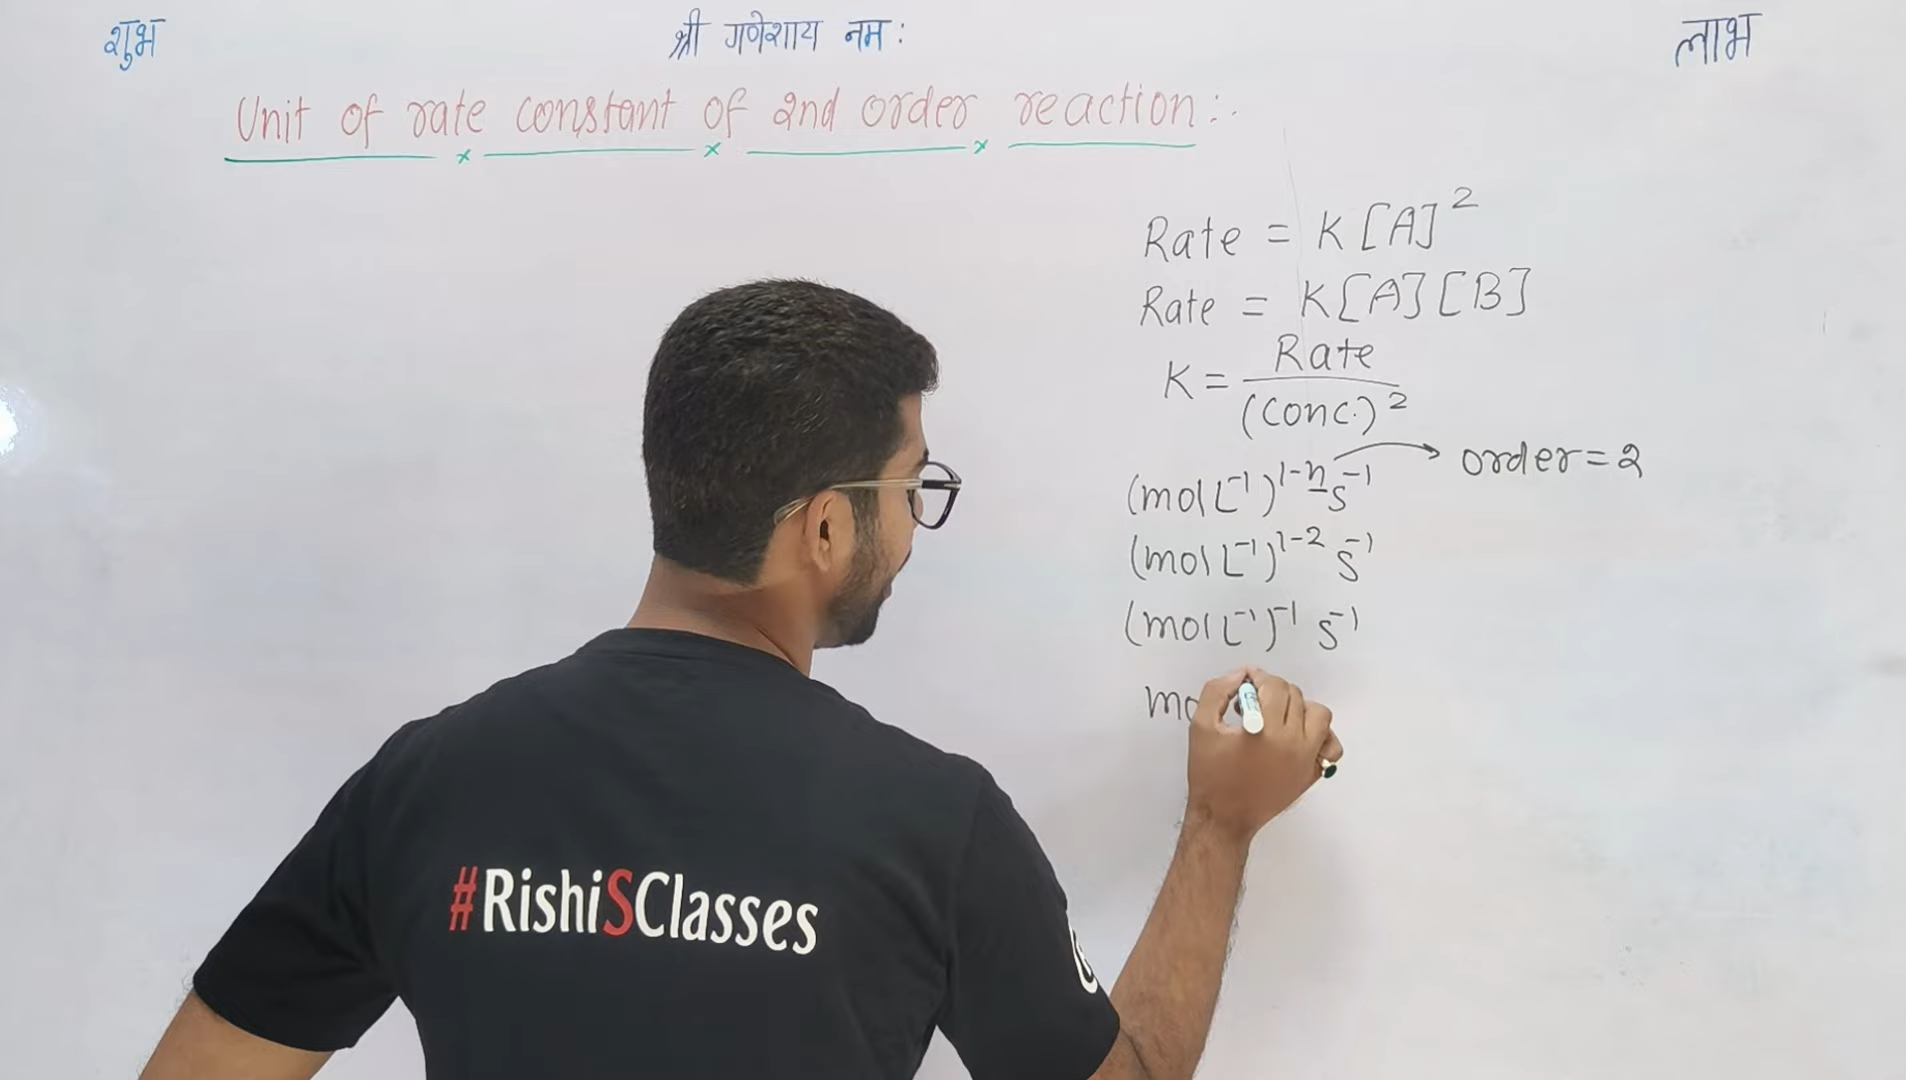 शुभ श्री गणेशाय नम: लाभ
Unit of rate constant of 2nd order reaction:.
Rate = K[A]²
Rate = K[A][B]
K = Rate / (Conc.)²
(mol L⁻¹)¹⁻ⁿ s⁻¹ → order = 2
(mol L⁻¹)¹⁻² s⁻¹
(mol L⁻¹)⁻¹ s⁻¹
#RishiSClasses